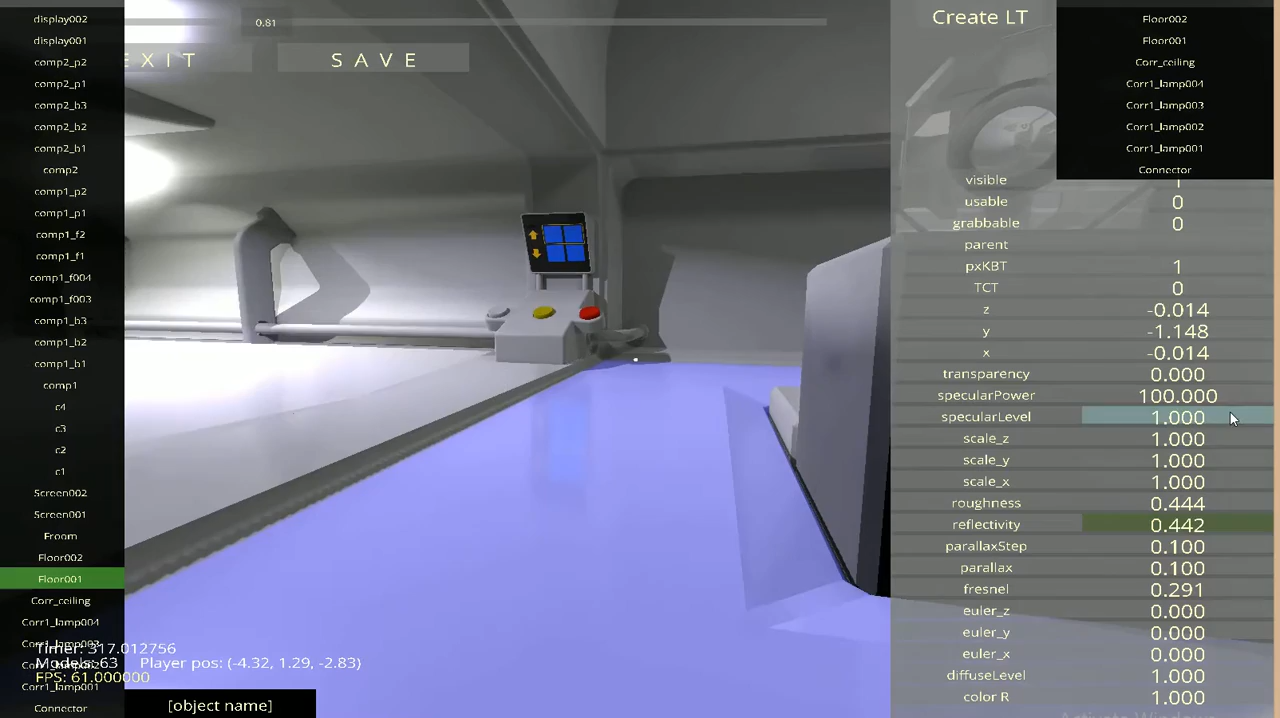 display002
display001
comp2_p2
comp2_p1
comp2_b3
comp2_b2
comp2_b1
comp2
comp1_p2
comp1_p1
comp1_f2
comp1_f1
comp1_f004
comp1_f003
comp1_b3
comp1_b2
comp1_b1
comp1
c4
c3
c2
c1
Screen002
Screen001
Froom
Floor002
Floor001
Corr_ceiling
Corr1_lamp004
Corr1_lamp001
Connector
0.81
EXIT
SAVE
Timer: 317.012756
Models: 63 Player pos: (-4.32, 1.29, -2.83)
FPS: 61.000000
[object name]
Create LT
Floor002
Floor001
Corr_ceiling
Corr1_lamp004
Corr1_lamp003
Corr1_lamp002
Corr1_lamp001
Connector
visible 1
usable 0
grabbable 0
parent
pxKBT 1
TCT 0
z -0.014
y -1.148
x -0.014
transparency 0.000
specularPower 100.000
specularLevel 1.000
scale_z 1.000
scale_y 1.000
scale_x 1.000
roughness 0.444
reflectivity 0.442
parallaxStep 0.100
parallax 0.100
fresnel 0.291
euler_z 0.000
euler_y 0.000
euler_x 0.000
diffuseLevel 1.000
color R 1.000